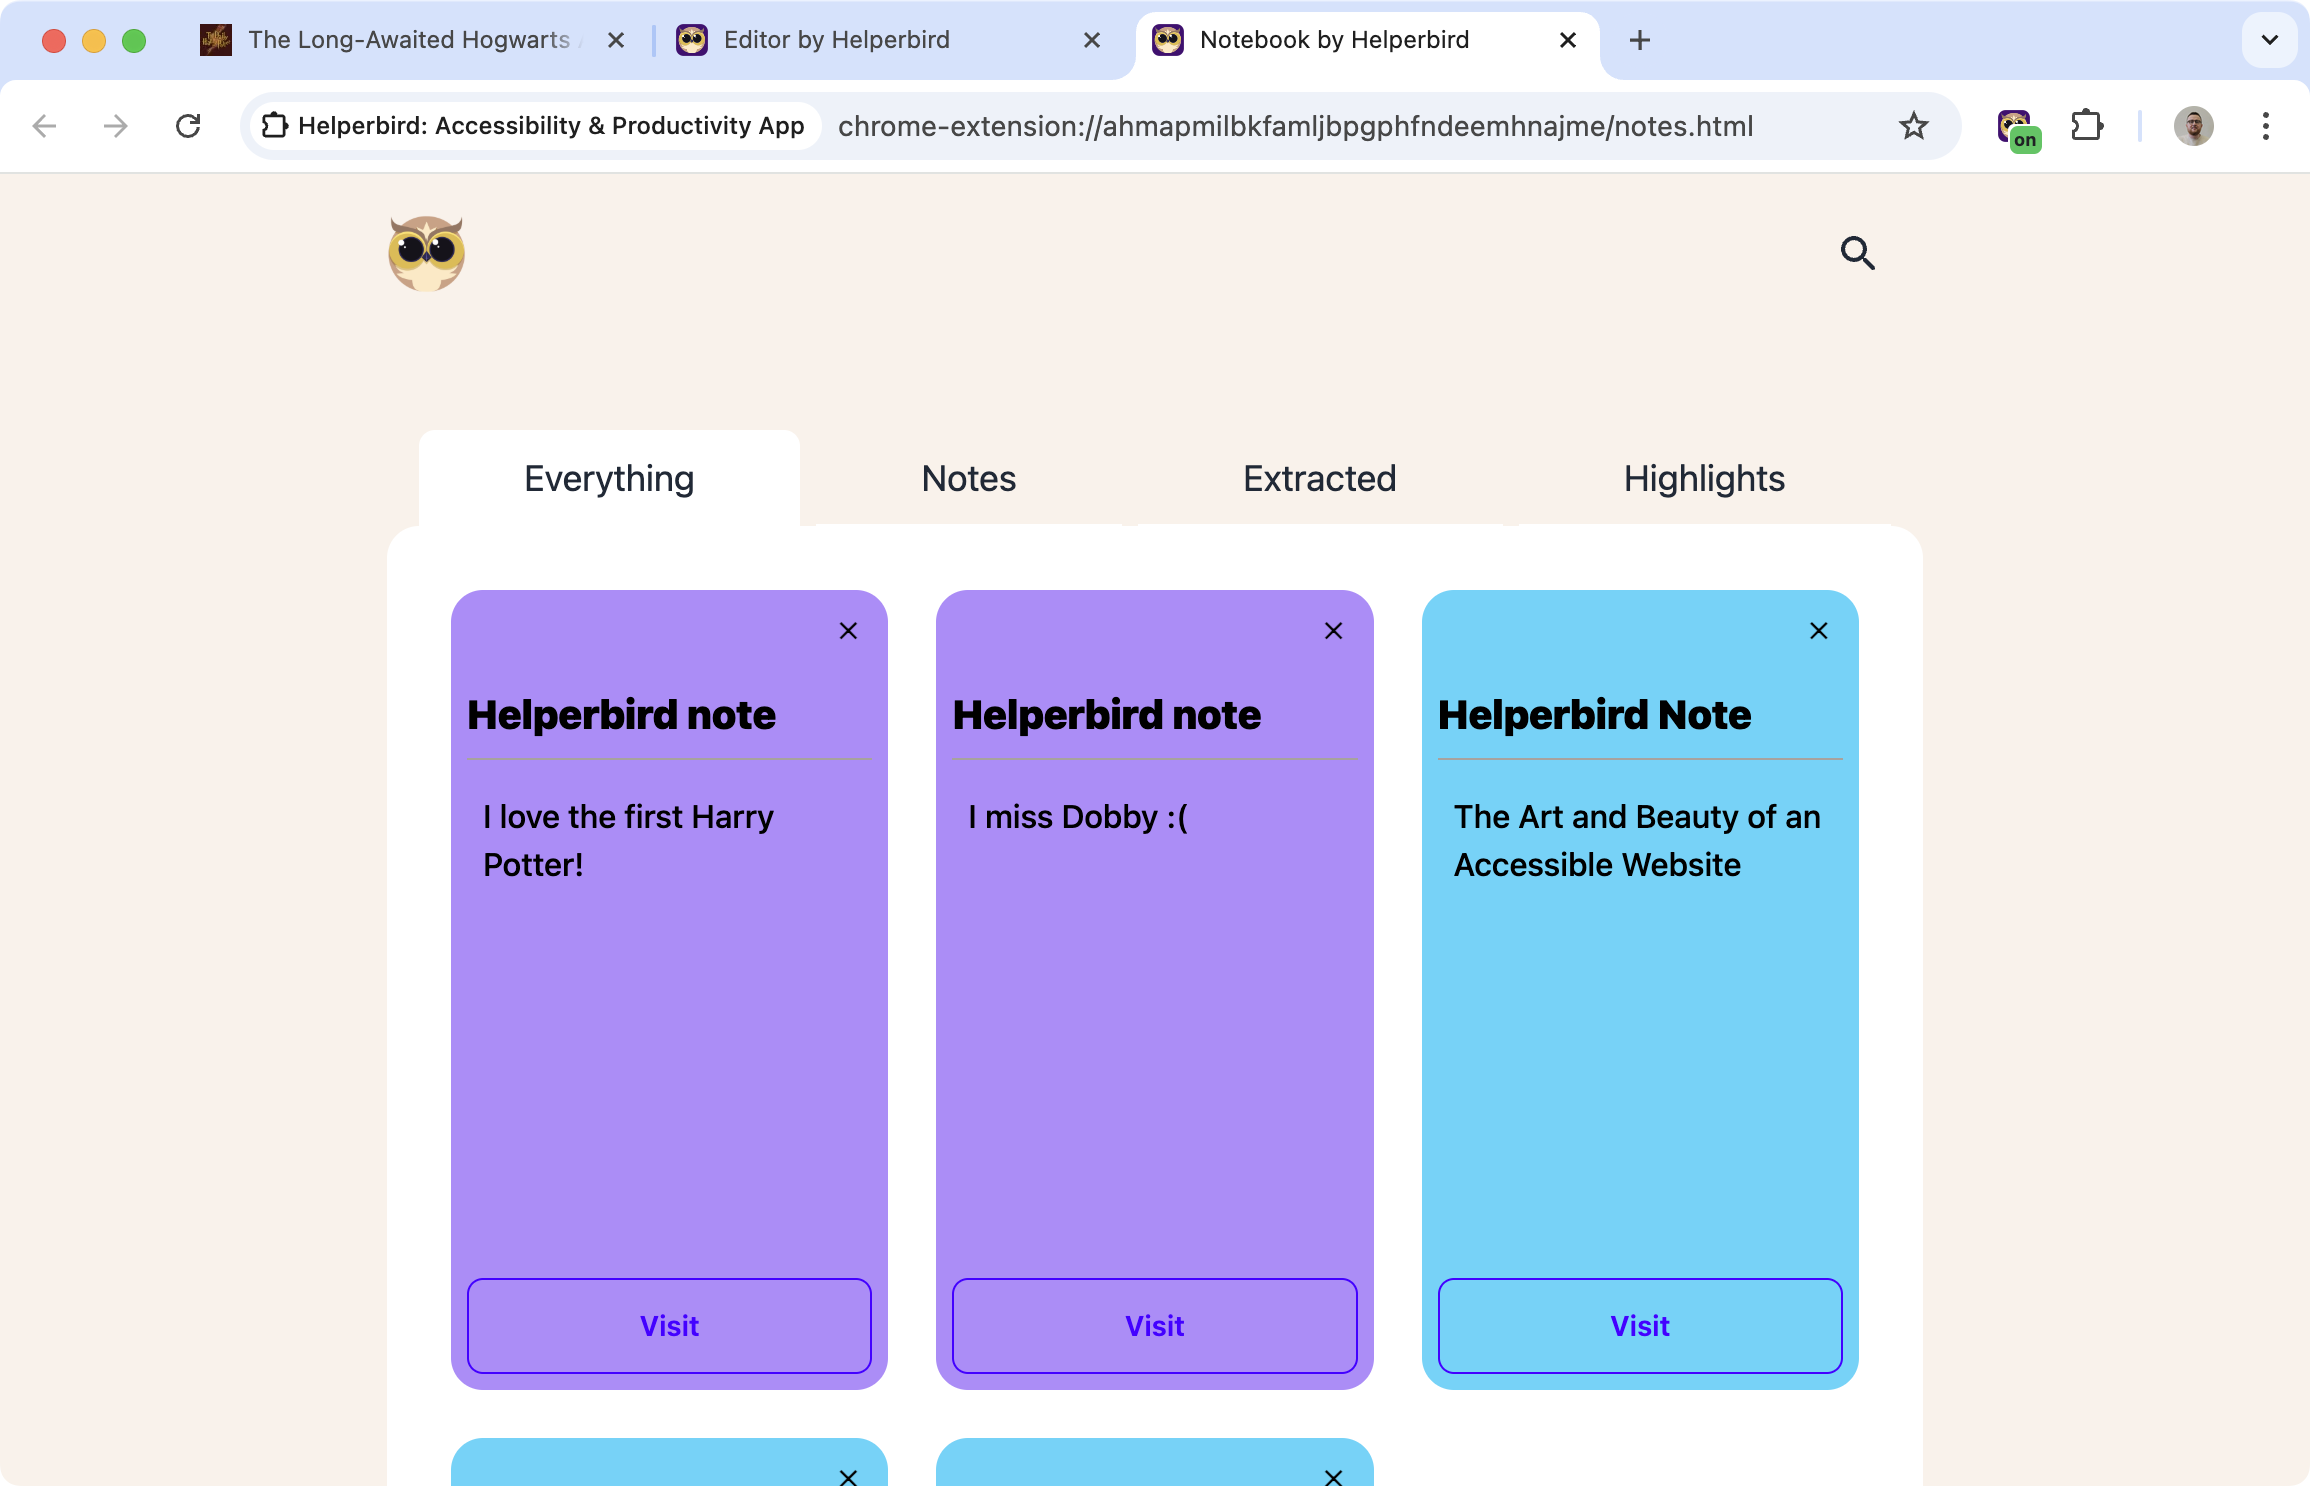 The Long-Awaited Hogwarts
Editor by Helperbird
Notebook by Helperbird
Helperbird: Accessibility & Productivity App
chrome-extension://ahmapmilbkfamljbpgphfndeemhnajme/notes.html
on
Everything
Notes
Extracted
Highlights
Helperbird note
I love the first Harry
Potter!
Visit
Helperbird note
I miss Dobby :(
Visit
Helperbird Note
The Art and Beauty of an
Accessible Website
Visit